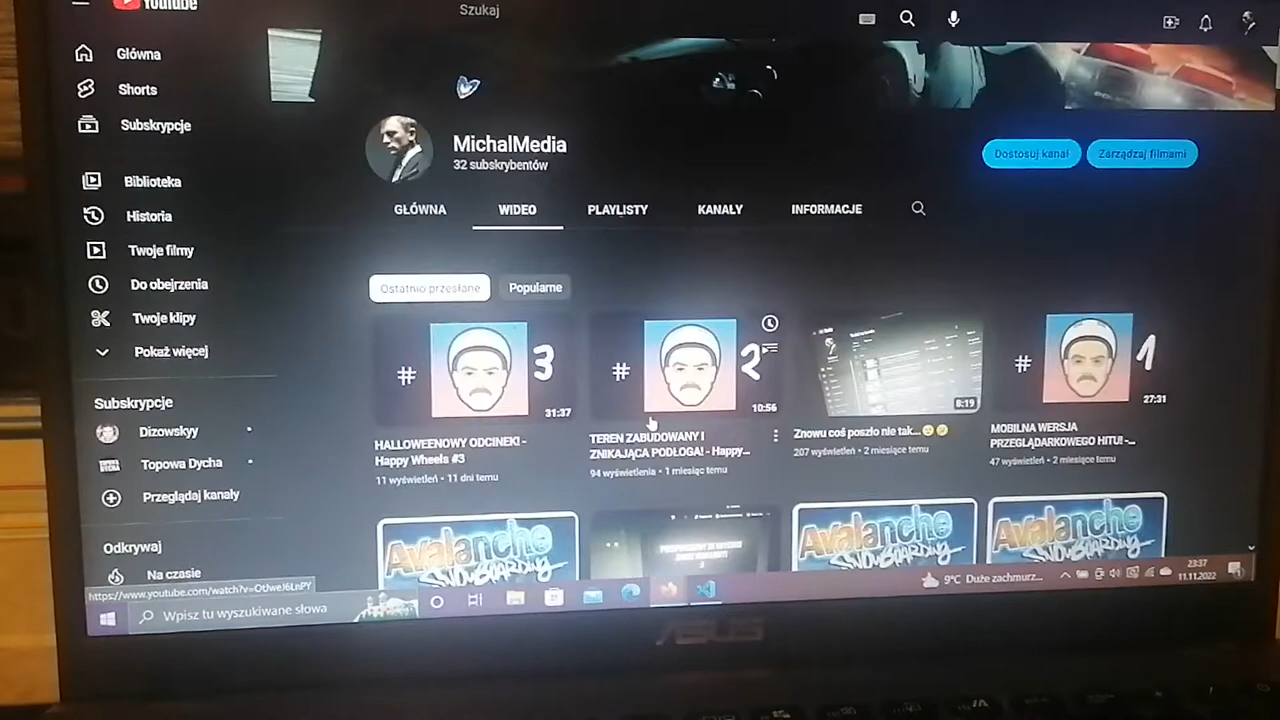 YouTube
Szukaj
Główna
Shorts
Subskrypcje
Biblioteka
Historia
Twoje filmy
Do obejrzenia
Twoje klipy
Pokaż więcej
Subskrypcje
Dizowskyy
Topowa Dycha
Przeglądaj kanały
Odkrywaj
Na czasie
MichalMedia
32 subskrybentów
Dostosuj kanał
Zarządzaj filmami
GŁÓWNA
WIDEO
PLAYLISTY
KANAŁY
INFORMACJE
Ostatnio przesłane
Popularne
# 3
31:37
HALLOWEENOWY ODCINEK! -
Happy Wheels #3
11 wyświetleń • 11 dni temu
# 2
10:56
TEREN ZABUDOWANY I
ZNIKAJĄCA PODŁOGA! - Happy...
94 wyświetlenia • 1 miesiąc temu
8:19
Znowu coś poszło nie tak...
207 wyświetleń • 2 miesiące temu
# 1
27:31
MOBILNA WERSJA
PRZEGLĄDARKOWEGO HITU! -...
47 wyświetleń • 2 miesiące temu
Avalanche
SNOWBOARDING
Avalanche
SNOWBOARDING
Avalanche
SNOWBOARDING
Wpisz tu wyszukiwane słowa
9°C Duże zachmurz...
23:37
11.11.2022
ASUS